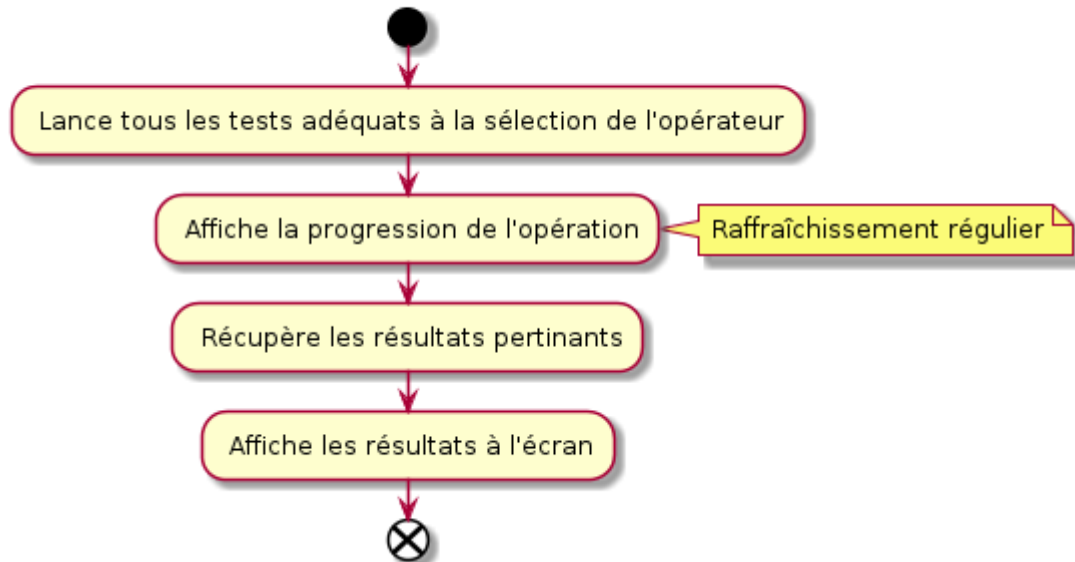 Lance tous les tests adéquats à la sélection de l'opérateur
Affiche la progression de l'opération
Raffraîchissement régulier
Récupère les résultats pertinants
Affiche les résultats à l'écran